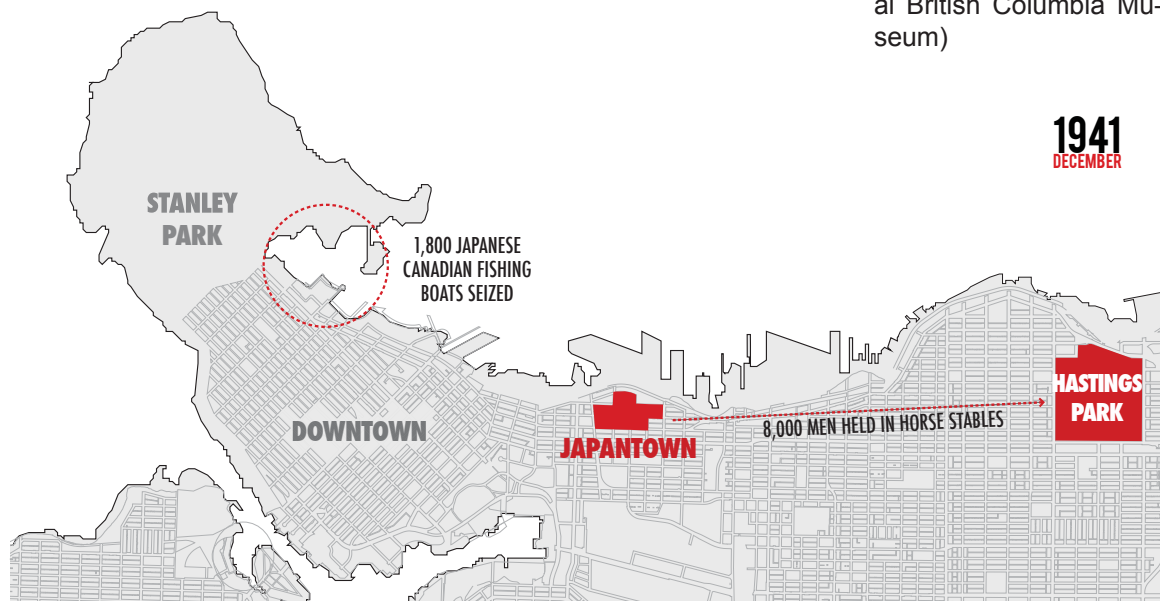 al British Columbia Mu-
seum)
1941
DECEMBER
STANLEY
PARK
1,800 JAPANESE
CANADIAN FISHING
BOATS SEIZED
DOWNTOWN
JAPANTOWN
8,000 MEN HELD IN HORSE STABLES
HASTINGS
PARK